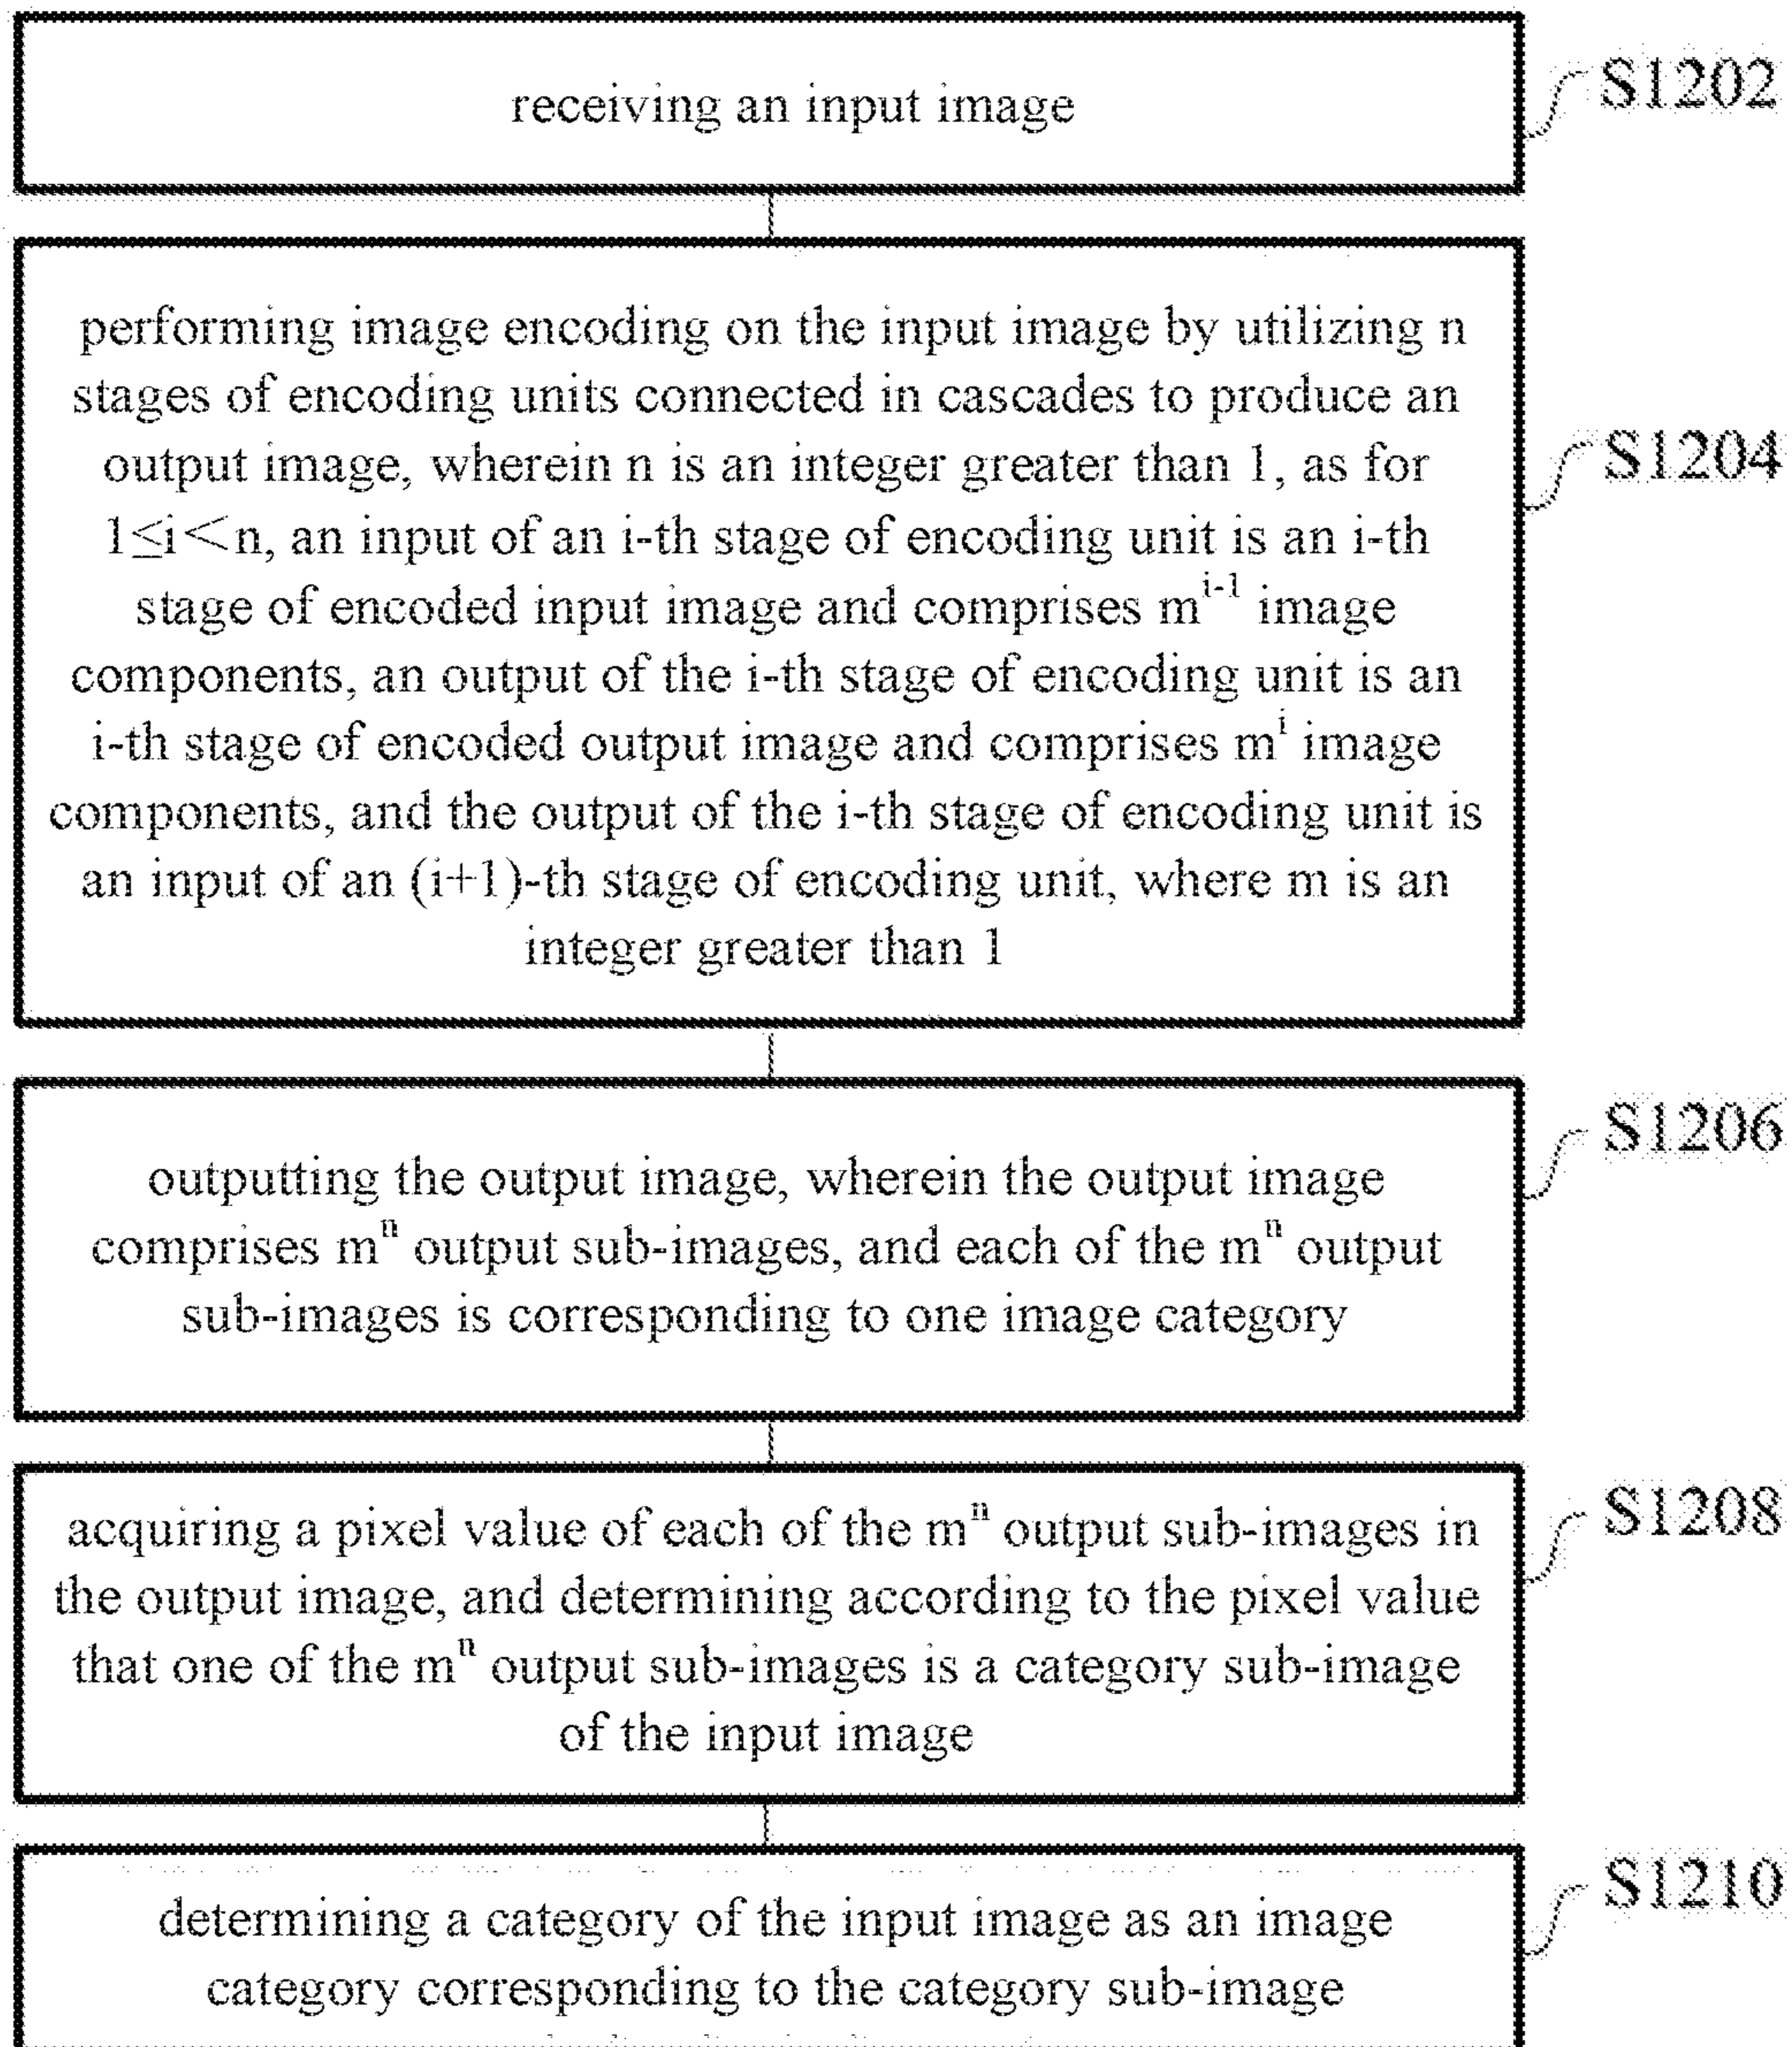 receiving an input image
S1202
performing image encoding on the input image by utilizing n
stages of encoding units connected in cascades to produce an
output image, wherein n is an integer greater than 1, as for
1≤i<n, an input of an i-th stage of encoding unit is an i-th
stage of encoded input image and comprises mⁱ⁻¹ image
components, an output of the i-th stage of encoding unit is an
i-th stage of encoded output image and comprises mⁱ image
components, and the output of the i-th stage of encoding unit is
an input of an (i+1)-th stage of encoding unit, where m is an
integer greater than 1
S1204
outputting the output image, wherein the output image
comprises mⁿ output sub-images, and each of the mⁿ output
sub-images is corresponding to one image category
S1206
acquiring a pixel value of each of the mⁿ output sub-images in
the output image, and determining according to the pixel value
that one of the mⁿ output sub-images is a category sub-image
of the input image
S1208
determining a category of the input image as an image
category corresponding to the category sub-image
S1210